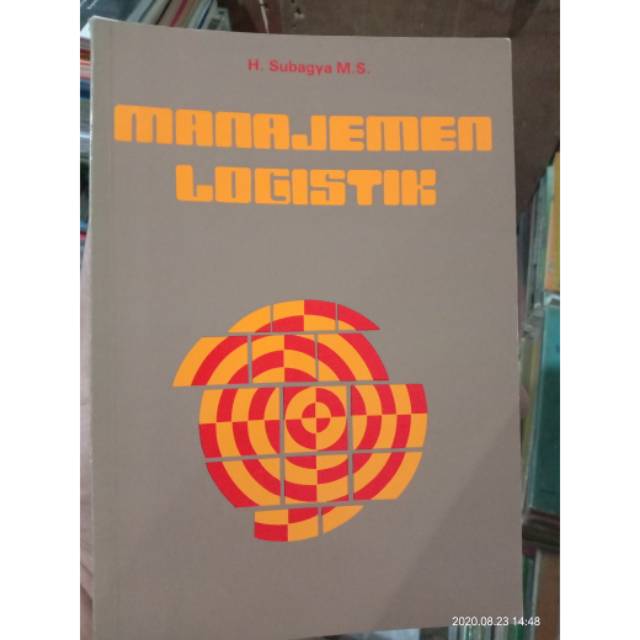 H. Subagya M.S.
MANAJEMEN
LOGISTIK
2020.08.23 14:48